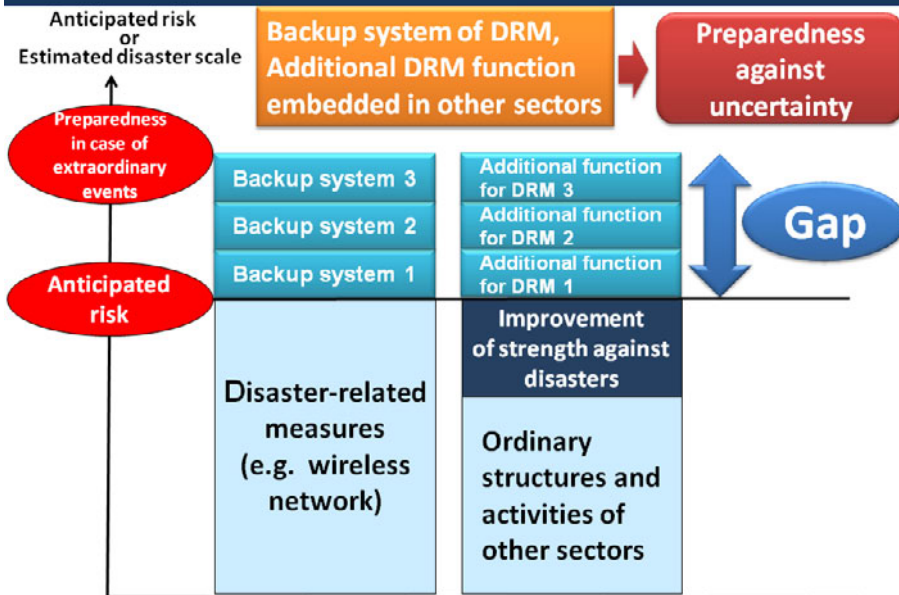 Anticipated risk
or
Estimated disaster scale
Backup system of DRM,
Additional DRM function
embedded in other sectors
Preparedness
against
uncertainty
Preparedness
in case of
extraordinary
events
Backup system 3
Backup system 2
Backup system 1
Additional function
for DRM 3
Additional function
for DRM 2
Additional function
for DRM 1
Gap
Anticipated
risk
Improvement
of strength against
disasters
Disaster-related
measures
(e.g. wireless
network)
Ordinary
structures and
activities of
other sectors